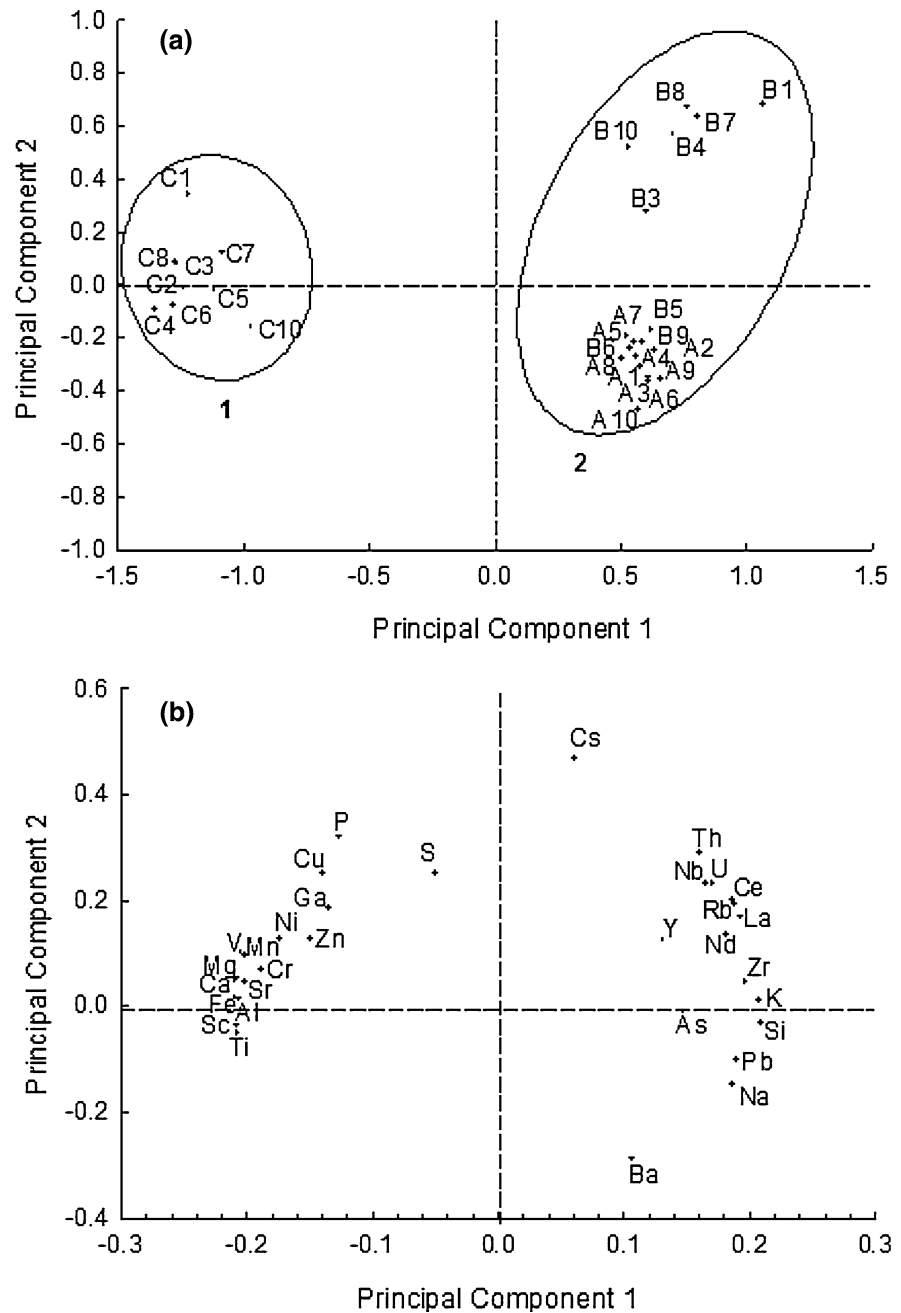 (a)
1.0
0.8
0.6
0.4
0.2
0.0
-0.2
-0.4
-0.6
-0.8
-1.0
Principal Component 2
B8
B1
B7
B10
B4
B3
C1
C8
C7
C3
C2
C5
C4
C6
C10
A7
B5
A5
B9
B6
A2
A4
A8
A9
A1
A3
A6
A10
1
2
-1.5
-1.0
-0.5
0.0
0.5
1.0
1.5
Principal Component 1
(b)
0.6
0.4
0.2
0.0
-0.2
-0.4
Principal Component 2
Cs
P
Cu
S
Th
Nb
U
Ga
Ce
Rb
La
Ni
Zn
Y
Nd
V
Mn
Mg
Cr
Zr
Ca
Sr
K
Fe
Al
Sc
As
Si
Ti
Pb
Na
Ba
-0.3
-0.2
-0.1
0.0
0.1
0.2
0.3
Principal Component 1